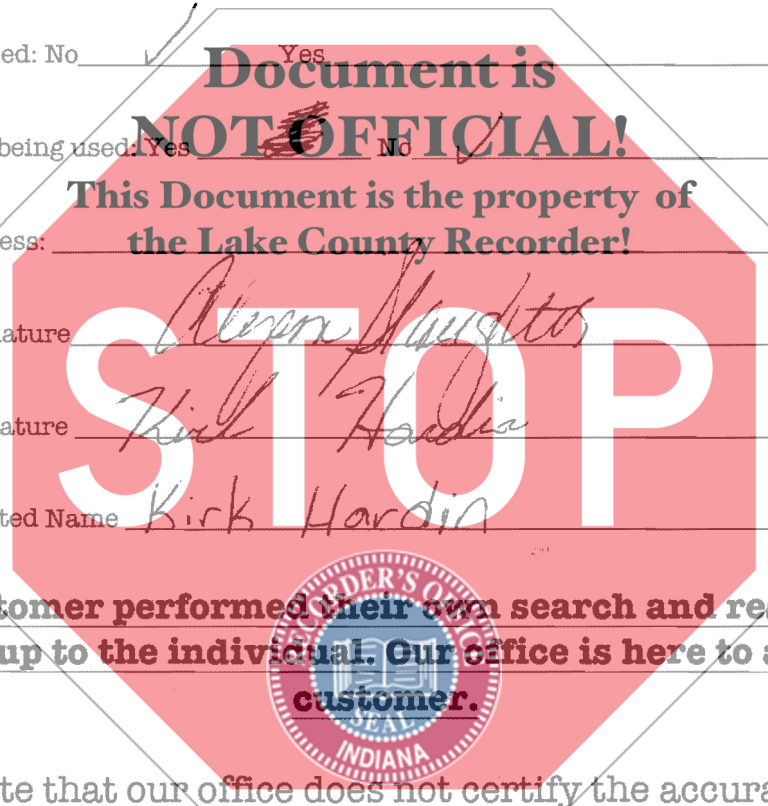 ed: No Yes
Document is
being used: Yes No
NOT OFFICIAL!
This Document is the property of
ess:
the Lake County Recorder!
STOP
ature Alyson Slaughter
ature Kirk Hardin
ted Name Kirk Hardin
tomer performed their own search and re
up to the individual. Our office is here to a
customer.
RECORDER'S OFFICE
SEAL
INDIANA
te that our office does not certify the accura